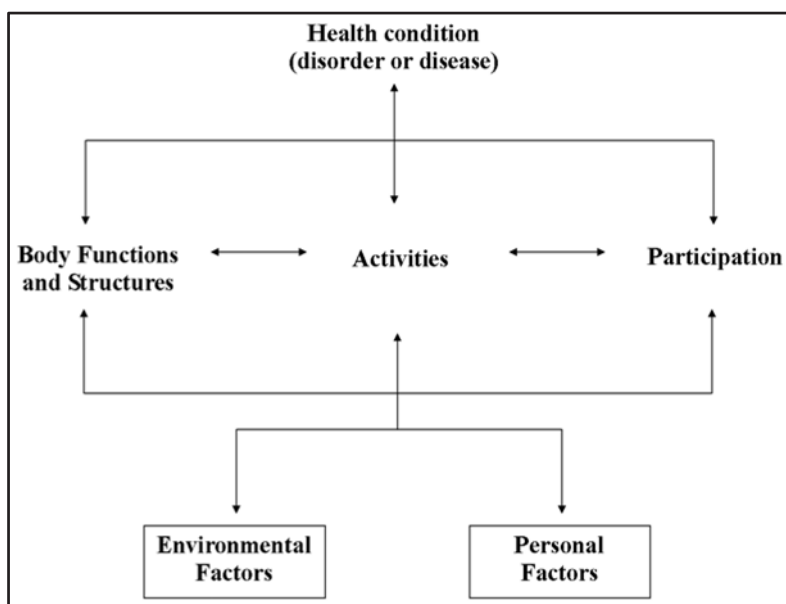 Health condition
(disorder or disease)
Body Functions
and Structures
Activities
Participation
Environmental
Factors
Personal
Factors